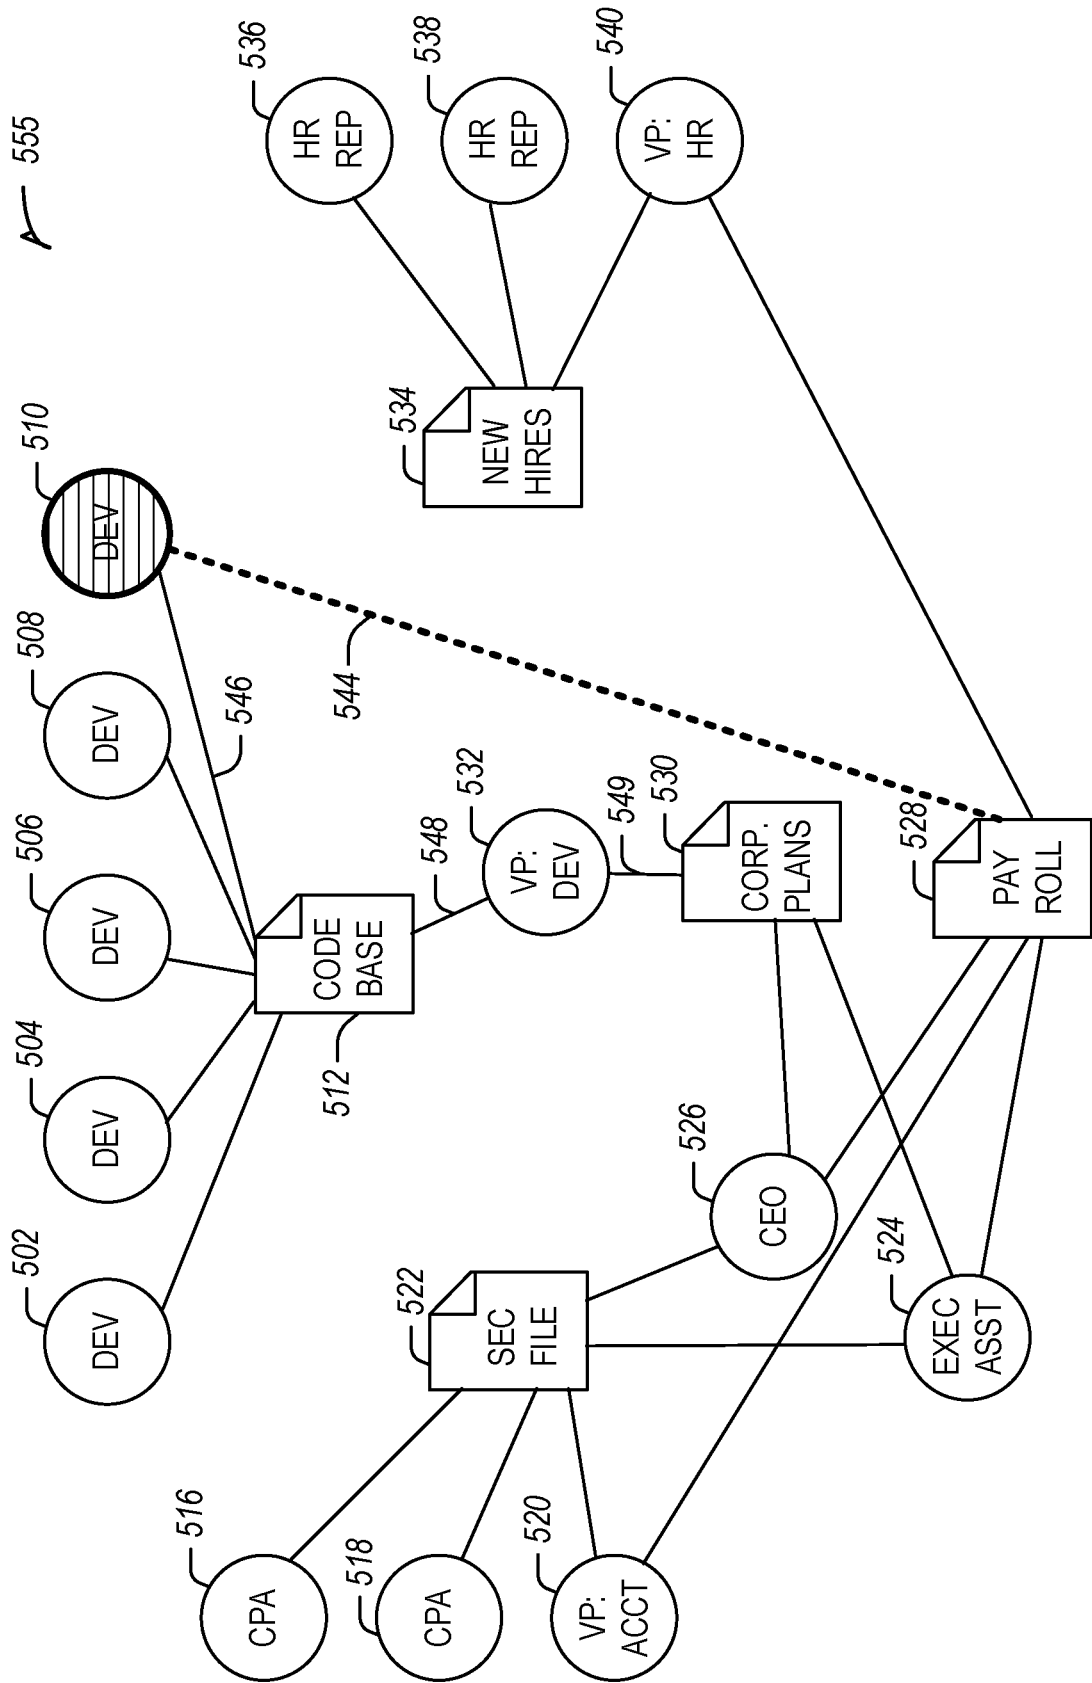 555
502
DEV
504
DEV
506
DEV
508
DEV
510
DEV
546
516
CPA
518
CPA
520
VP:
ACCT
522
SEC
FILE
512
CODE
BASE
548
532
VP:
DEV
549
544
534
NEW
HIRES
536
HR
REP
538
HR
REP
540
VP:
HR
526
CEO
530
CORP.
PLANS
524
EXEC
ASST
528
PAY
ROLL